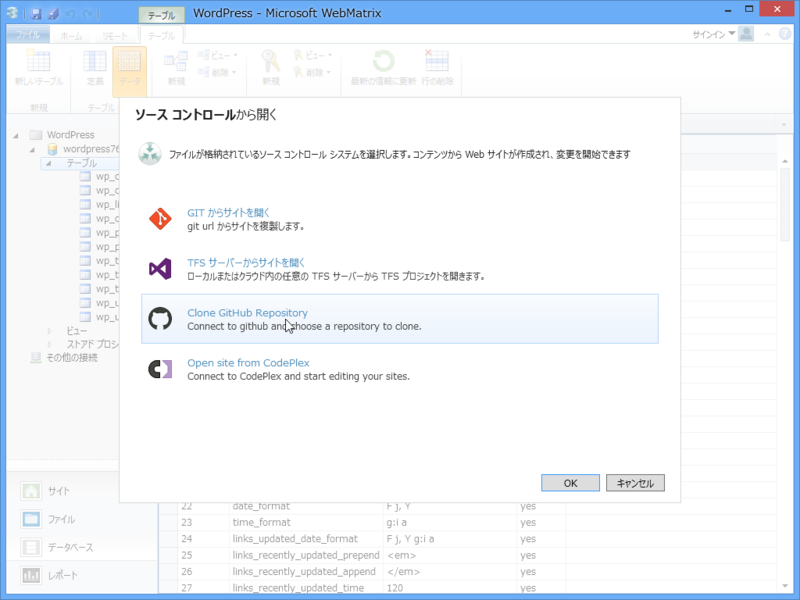 テーブル
WordPress - Microsoft WebMatrix
ファイル
ホーム
リモート
テーブル
サインイン
新しいテーブル
定義
データ
新規
ビュー
削除
新規
ビュー
削除
最新の情報に更新
行の削除
新規
テーブル
ソース コントロールから開く
ファイルが格納されているソース コントロール システムを選択します。コンテンツから Web サイトが作成され、変更を開始できます
GIT からサイトを開く
git url からサイトを複製します。
TFS サーバーからサイトを開く
ローカルまたはクラウド内の任意の TFS サーバーから TFS プロジェクトを開きます。
Clone GitHub Repository
Connect to github and choose a repository to clone.
Open site from CodePlex
Connect to CodePlex and start editing your sites.
OK
キャンセル
WordPress
wordpress76
テーブル
wp_c
wp_c
wp_li
wp_o
wp_p
wp_p
wp_t
wp_t
wp_t
wp_u
wp_u
ビュー
ストアド プロシ
その他の接続
サイト
ファイル
データベース
レポート
22 date_format F j, Y yes
23 time_format g:i a yes
24 links_updated_date_format F j, Y g:i a yes
25 links_recently_updated_prepend <em> yes
26 links_recently_updated_append </em> yes
27 links_recently_updated_time 120 yes